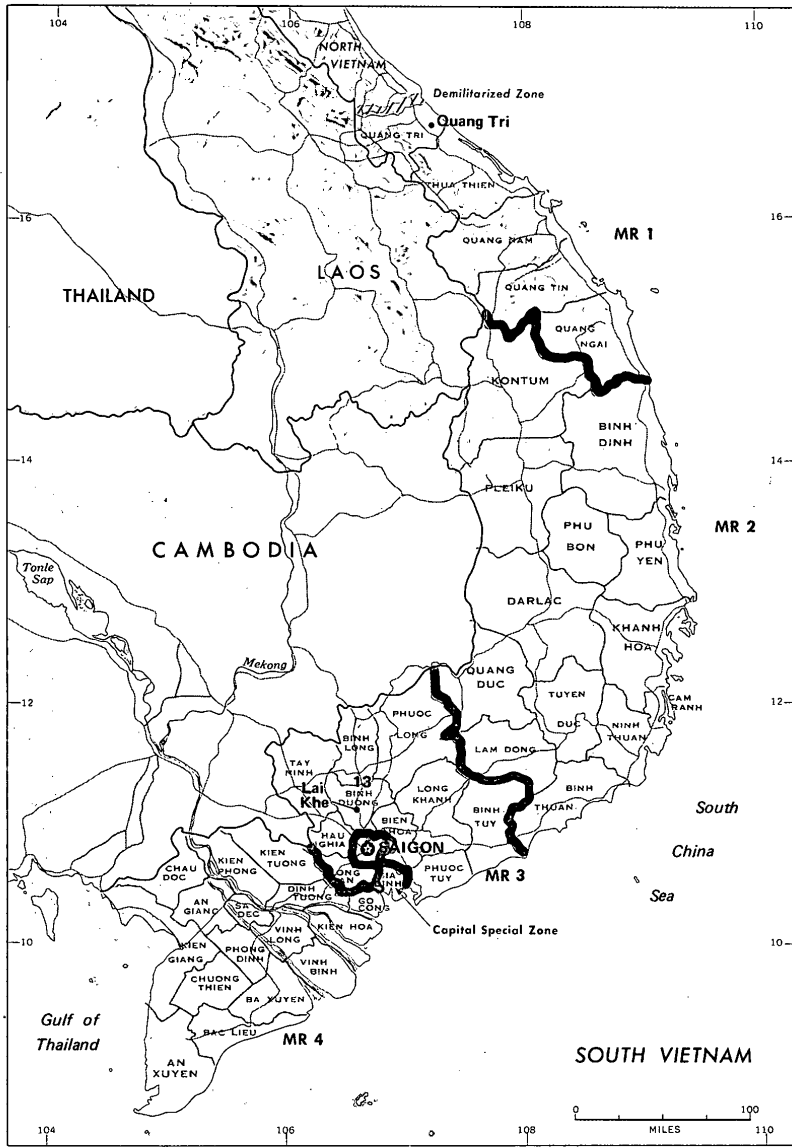 104
106
108
110
NORTH
VIETNAM
Demilitarized Zone
Quang Tri
QUANG TRI
THUA THIEN
16
16
MR 1
QUANG NAM
LAOS
THAILAND
QUANG TIN
QUANG
NGAI
KONTUM
BINH
DINH
14
14
PLEIKU
MR 2
PHU
BON
PHU
YEN
CAMBODIA
Tonle
Sap
DARLAC
KHANH
HOA
Mekong
QUANG
DUC
TUYEN
DUC
CAM
RANH
12
12
PHUOC
LONG
BINH
LONG
NINH
THUAN
LAM DONG
TAY
NINH
13
Lai
Khe
BINH
DUONG
LONG
KHANH
BINH
THUAN
BINH
TUY
BIEN
HOA
South
China
Sea
HAU
NGHIA
SAIGON
KIEN
TUONG
KIEN
PHONG
CHAU
DOC
LONG
AN
GIA
DINH
PHUOC
TUY
MR 3
DINH
TUONG
GO
CONG
AN
GIANG
SA
DEC
Capital Special Zone
VINH
LONG
KIEN HOA
10
10
KIEN
GIANG
PHONG
DINH
VINH
BINH
CHUONG
THIEN
BA XUYEN
Gulf of
Thailand
BAC LIEU
MR 4
AN
XUYEN
SOUTH VIETNAM
0
100
MILES
104
106
108
110